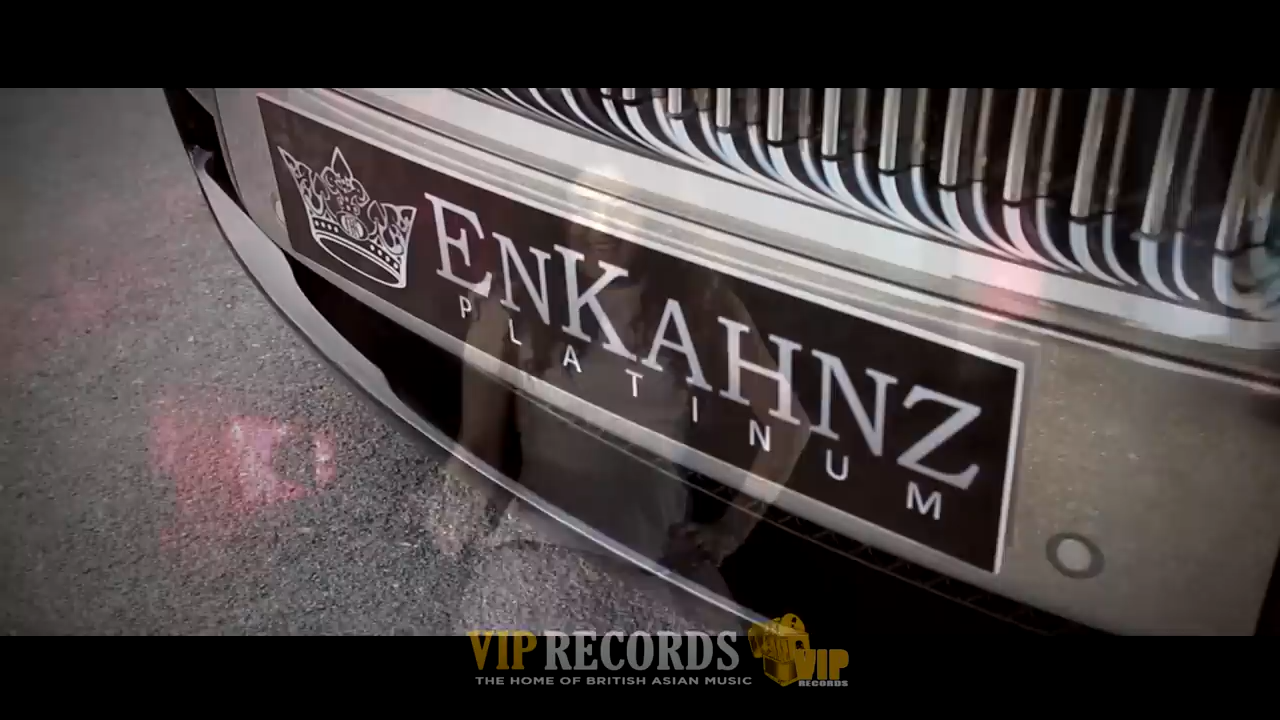 ENKAHNZ
PLATINUM
VIP RECORDS
THE HOME OF BRITISH ASIAN MUSIC
VIP
RECORDS